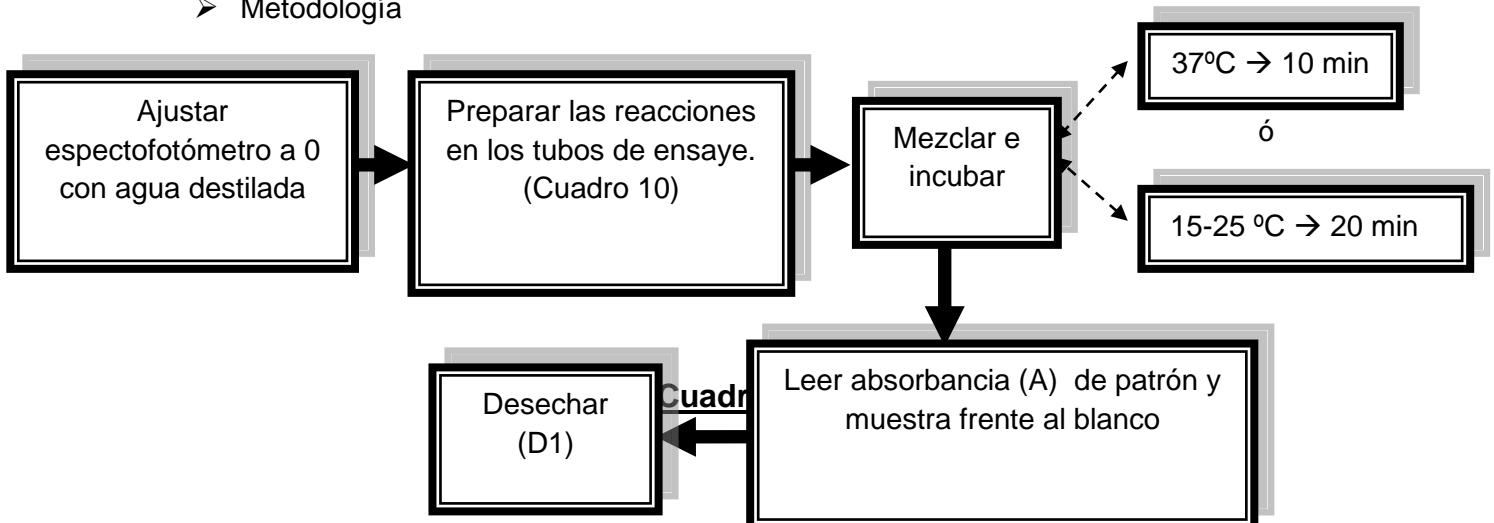 ➢ Metodología
Ajustar
espectofotómetro a 0
con agua destilada
Preparar las reacciones
en los tubos de ensaye.
(Cuadro 10)
Mezclar e
incubar
37ºC → 10 min
ó
15-25 ºC → 20 min
Leer absorbancia (A) de patrón y
muestra frente al blanco
Desechar
(D1)